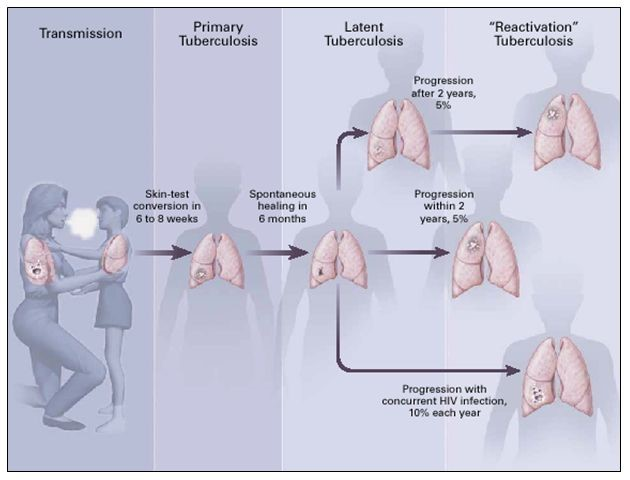 Transmission
Primary
Tuberculosis
Latent
Tuberculosis
“Reactivation”
Tuberculosis
Progression
after 2 years,
5%
Skin-test
conversion in
6 to 8 weeks
Spontaneous
healing in
6 months
Progression
within 2
years, 5%
Progression with
concurrent HIV infection,
10% each year